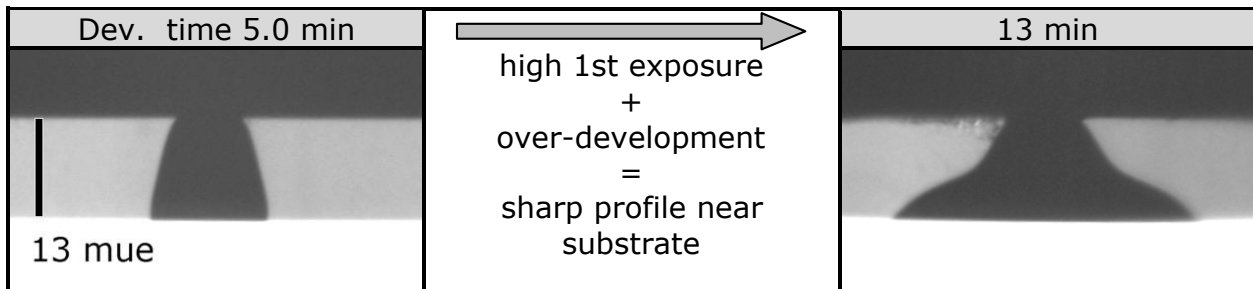 Dev. time 5.0 min
13 mue
high 1st exposure
+
over-development
=
sharp profile near
substrate
13 min